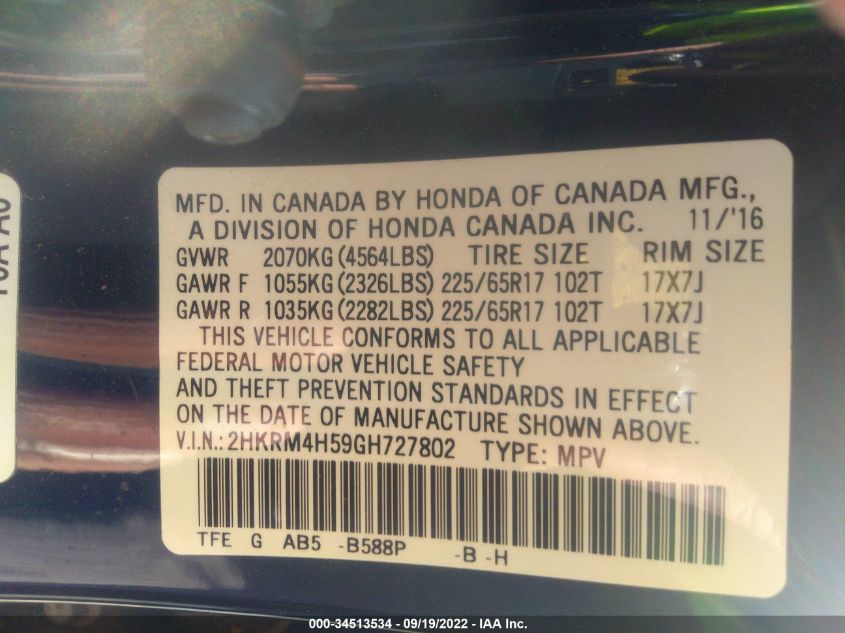 MFD. IN CANADA BY HONDA OF CANADA MFG.,
A DIVISION OF HONDA CANADA INC. 11/'16
GVWR 2070KG(4564LBS) TIRE SIZE RIM SIZE
GAWR F 1055KG(2326LBS) 225/65R17 102T 17X7J
GAWR R 1035KG(2282LBS) 225/65R17 102T 17X7J
THIS VEHICLE CONFORMS TO ALL APPLICABLE
FEDERAL MOTOR VEHICLE SAFETY
AND THEFT PREVENTION STANDARDS IN EFFECT
ON THE DATE OF MANUFACTURE SHOWN ABOVE.
V.I.N.: 2HKRM4H59GH727802 TYPE: MPV
TFE G AB5 -B588P -B -H
000-34513534 - 09/19/2022 - IAA Inc.